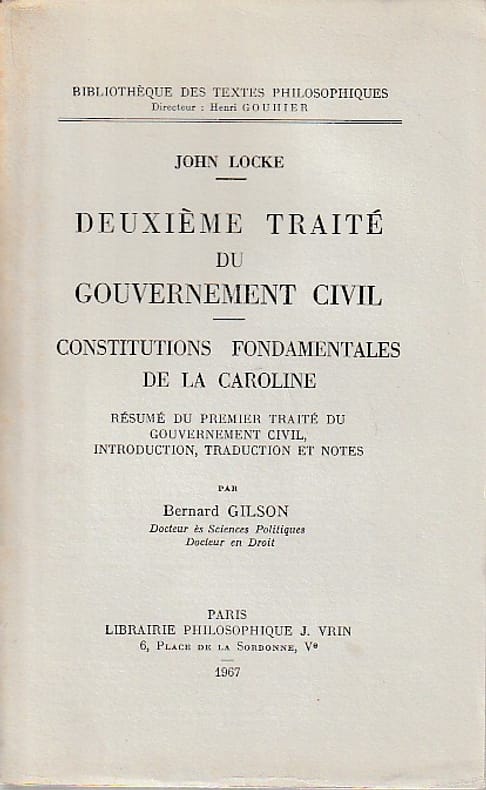 BIBLIOTHÈQUE DES TEXTES PHILOSOPHIQUES
Directeur : Henri GOUHIER
JOHN LOCKE
DEUXIÈME TRAITÉ
DU
GOUVERNEMENT CIVIL
CONSTITUTIONS FONDAMENTALES
DE LA CAROLINE
RÉSUMÉ DU PREMIER TRAITÉ DU
GOUVERNEMENT CIVIL,
INTRODUCTION, TRADUCTION ET NOTES
PAR
Bernard GILSON
Docteur ès Sciences Politiques
Docteur en Droit
PARIS
LIBRAIRIE PHILOSOPHIQUE J. VRIN
6, PLACE DE LA SORBONNE, Ve
1967